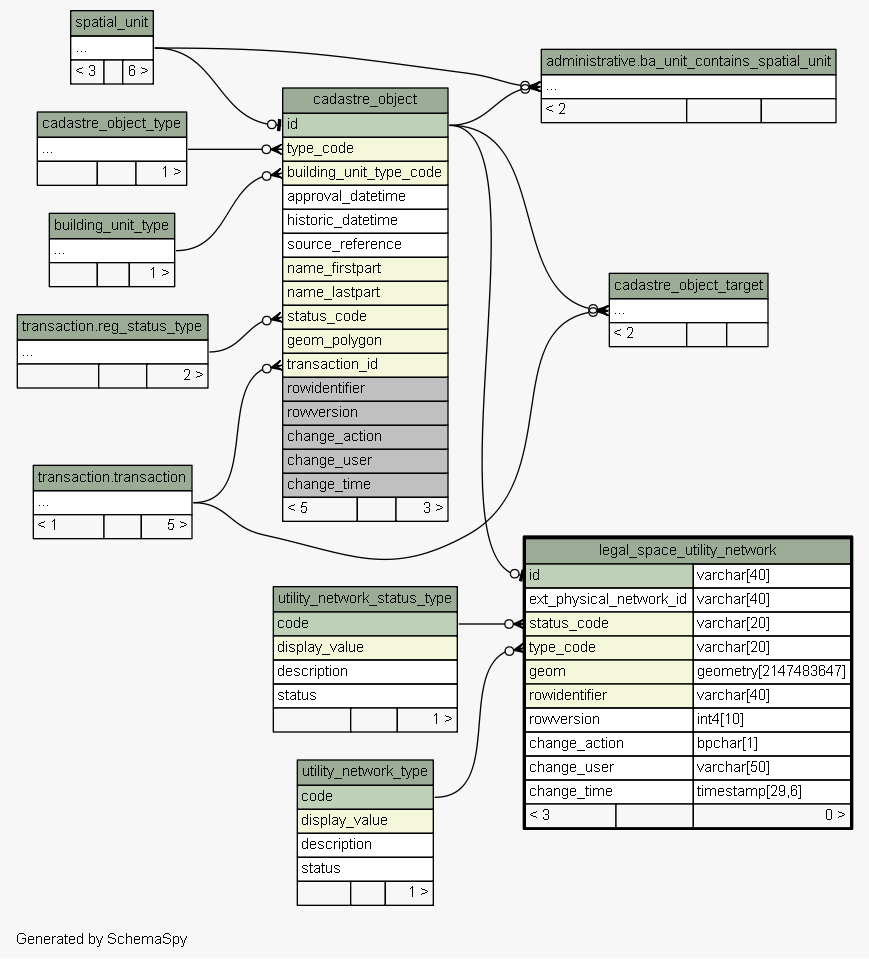 spatial_unit
...
< 3 6 >
administrative.ba_unit_contains_spatial_unit
...
< 2
cadastre_object_type
...
1 >
building_unit_type
...
1 >
transaction.reg_status_type
...
2 >
transaction.transaction
...
< 1 5 >
cadastre_object
id
type_code
building_unit_type_code
approval_datetime
historic_datetime
source_reference
name_firstpart
name_lastpart
status_code
geom_polygon
transaction_id
rowidentifier
rowversion
change_action
change_user
change_time
< 5 3 >
cadastre_object_target
...
< 2
utility_network_status_type
code
display_value
description
status
1 >
utility_network_type
code
display_value
description
status
1 >
legal_space_utility_network
id varchar[40]
ext_physical_network_id varchar[40]
status_code varchar[20]
type_code varchar[20]
geom geometry[2147483647]
rowidentifier varchar[40]
rowversion int4[10]
change_action bpchar[1]
change_user varchar[50]
change_time timestamp[29,6]
< 3 0 >
Generated by SchemaSpy